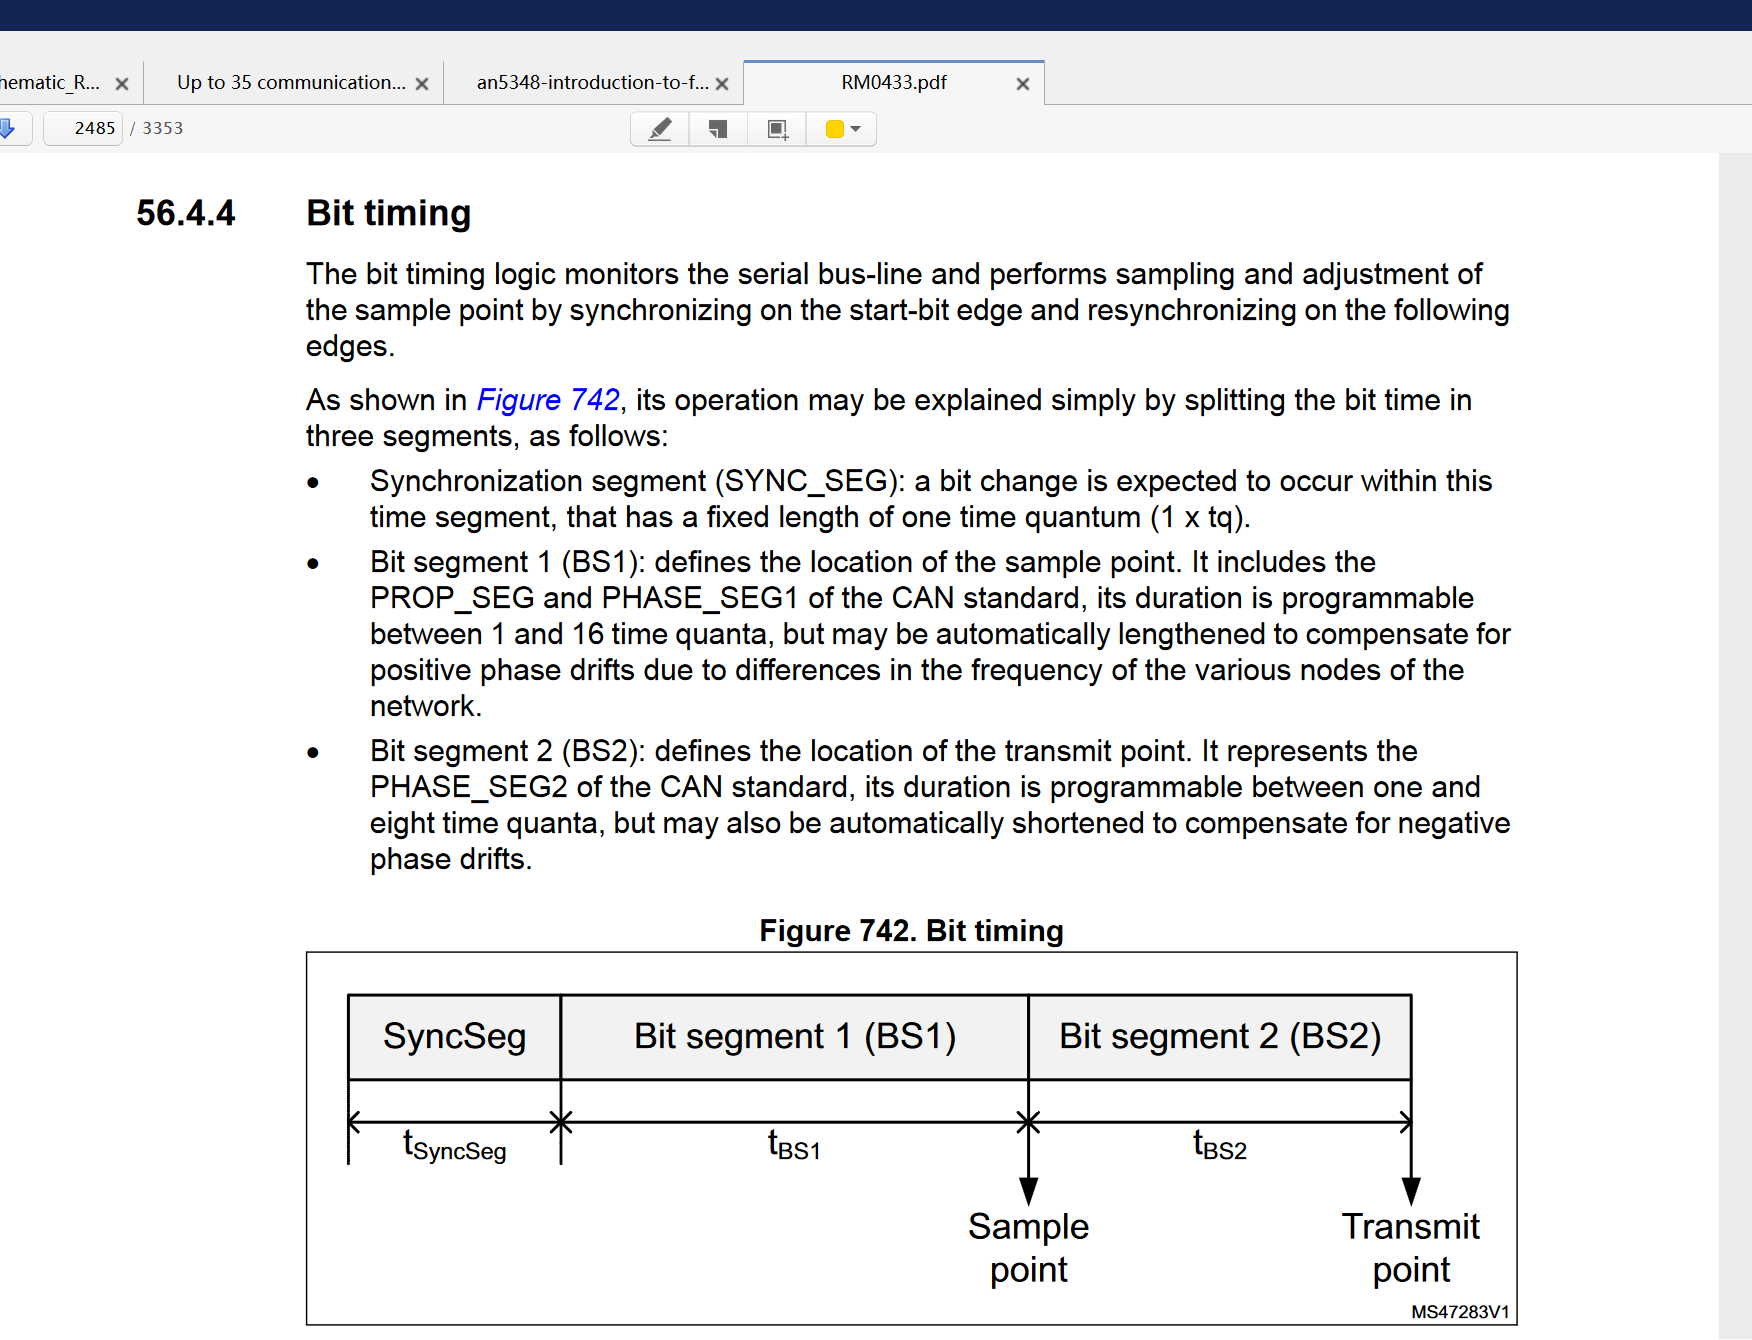 hematic_R...
Up to 35 communication...
an5348-introduction-to-f...
RM0433.pdf
2485 / 3353
56.4.4 Bit timing
The bit timing logic monitors the serial bus-line and performs sampling and adjustment of
the sample point by synchronizing on the start-bit edge and resynchronizing on the following
edges.
As shown in Figure 742, its operation may be explained simply by splitting the bit time in
three segments, as follows:
• Synchronization segment (SYNC_SEG): a bit change is expected to occur within this
time segment, that has a fixed length of one time quantum (1 x tq).
• Bit segment 1 (BS1): defines the location of the sample point. It includes the
PROP_SEG and PHASE_SEG1 of the CAN standard, its duration is programmable
between 1 and 16 time quanta, but may be automatically lengthened to compensate for
positive phase drifts due to differences in the frequency of the various nodes of the
network.
• Bit segment 2 (BS2): defines the location of the transmit point. It represents the
PHASE_SEG2 of the CAN standard, its duration is programmable between one and
eight time quanta, but may also be automatically shortened to compensate for negative
phase drifts.
Figure 742. Bit timing
SyncSeg
Bit segment 1 (BS1)
Bit segment 2 (BS2)
tSyncSeg
tBS1
tBS2
Sample
point
Transmit
point
MS47283V1